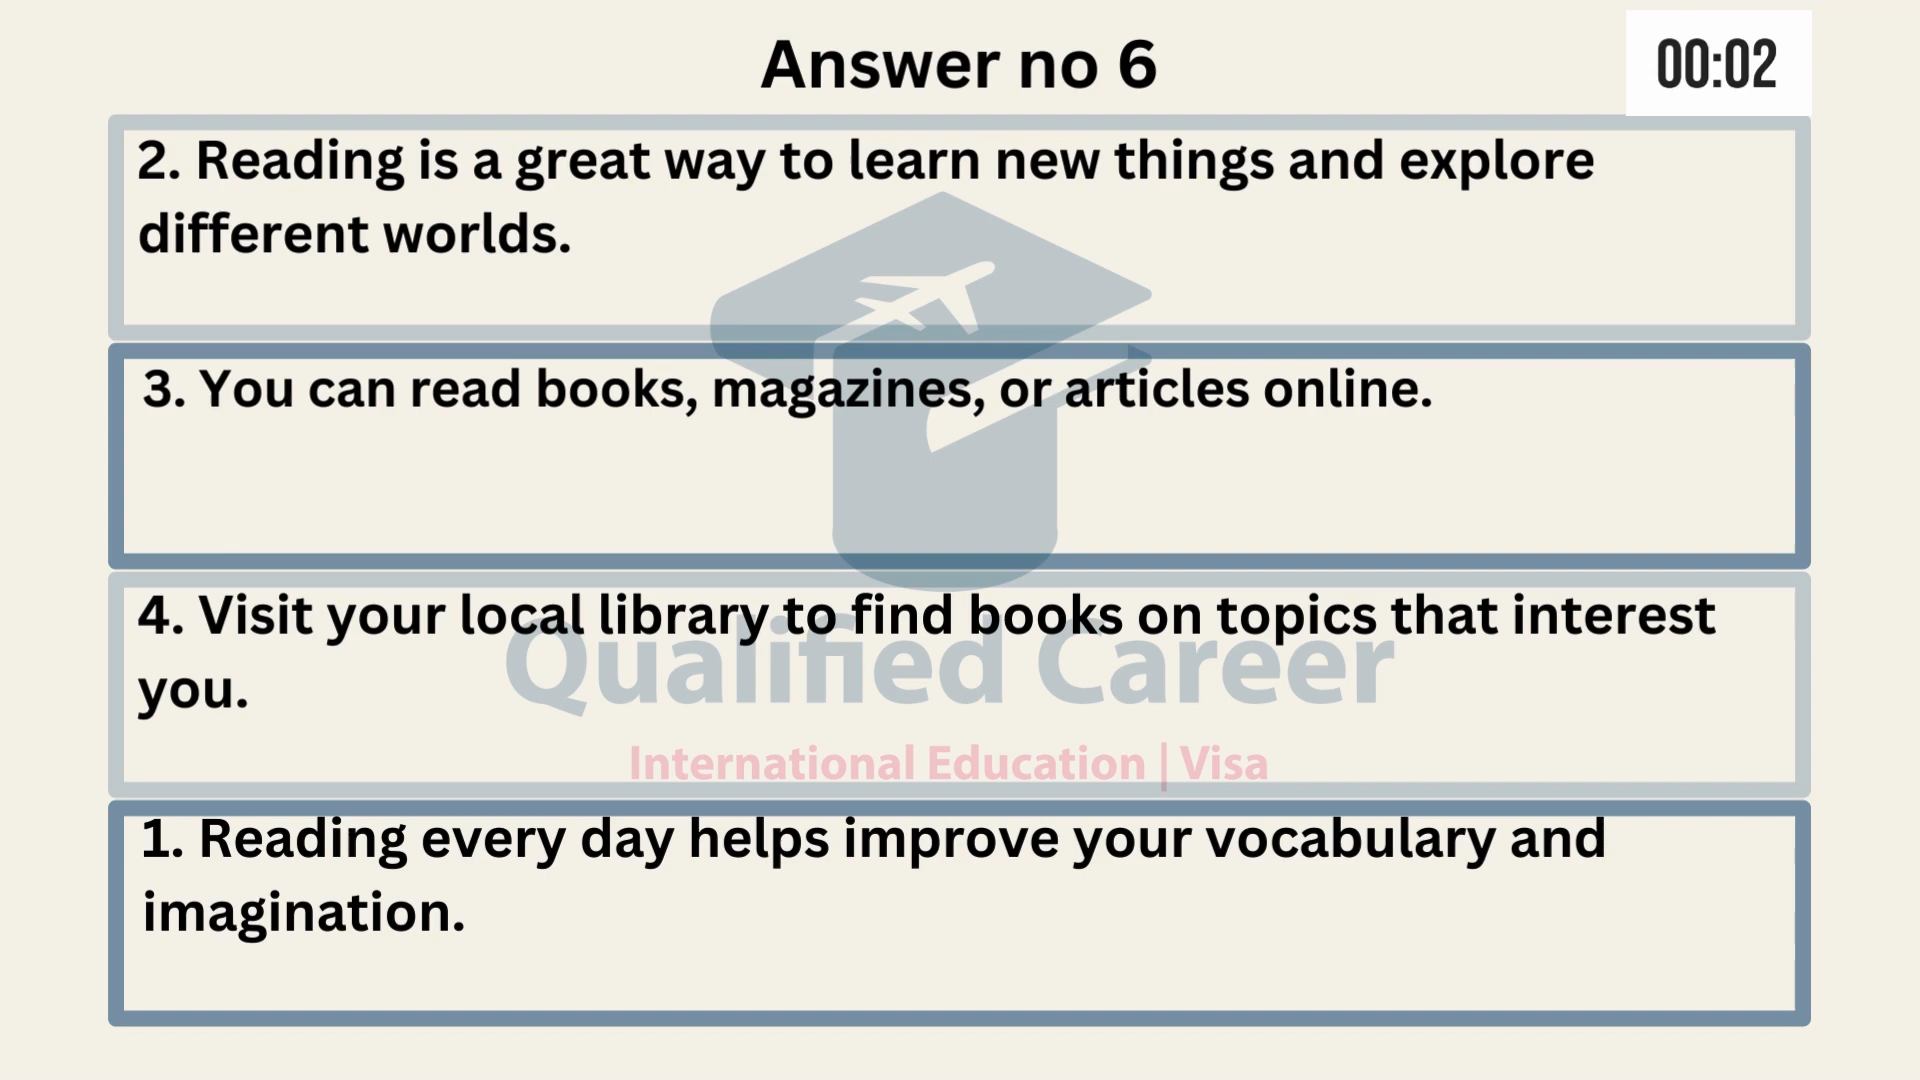 Answer no 6
00:02
2. Reading is a great way to learn new things and explore
different worlds.
3. You can read books, magazines, or articles online.
4. Visit your local library to find books on topics that interest
you.
Qualified Career
International Education | Visa
1. Reading every day helps improve your vocabulary and
imagination.